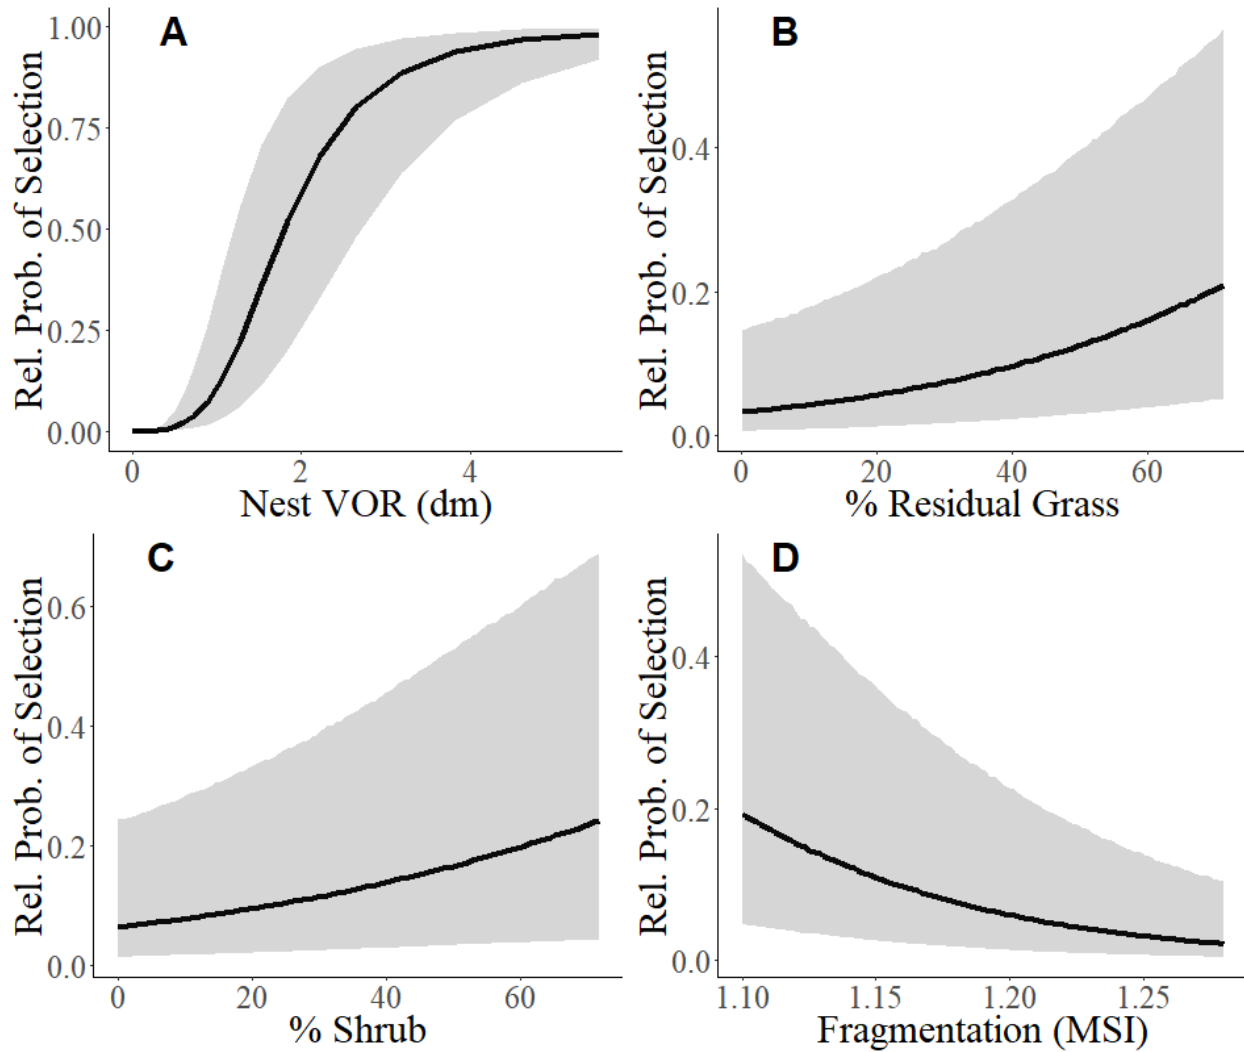 A
Rel. Prob. of Selection
1.00
0.75
0.50
0.25
0.00
0 2 4
Nest VOR (dm)
B
Rel. Prob. of Selection
0.4
0.2
0.0
0 20 40 60
% Residual Grass
C
Rel. Prob. of Selection
0.6
0.4
0.2
0.0
0 20 40 60
% Shrub
D
Rel. Prob. of Selection
0.4
0.2
0.0
1.10 1.15 1.20 1.25
Fragmentation (MSI)